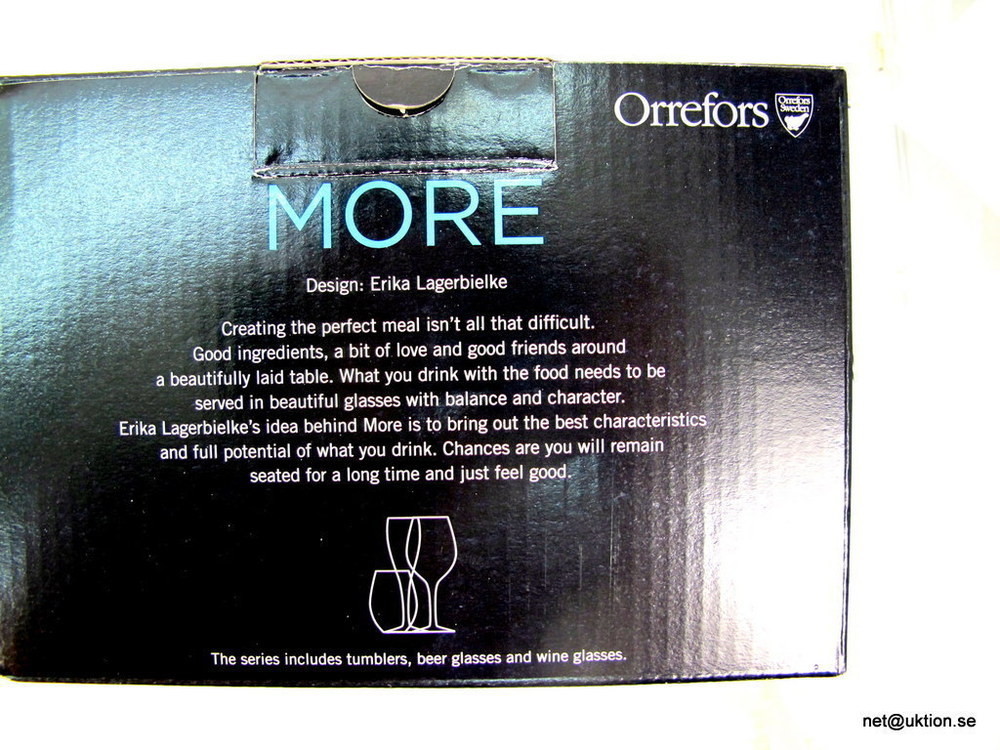 Orrefors
Orrefors
Sweden
MORE
Design: Erika Lagerbielke
Creating the perfect meal isn't all that difficult.
Good ingredients, a bit of love and good friends around
a beautifully laid table. What you drink with the food needs to be
served in beautiful glasses with balance and character.
Erika Lagerbielke's idea behind More is to bring out the best characteristics
and full potential of what you drink. Chances are you will remain
seated for a long time and just feel good.
The series includes tumblers, beer glasses and wine glasses.
net@uktion.se